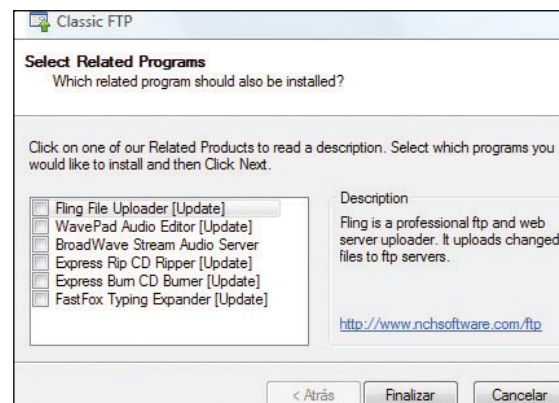 Classic FTP
Select Related Programs
Which related program should also be installed?
Click on one of our Related Products to read a description. Select which programs you
would like to install and then Click Next.
Fling File Uploader [Update]
WavePad Audio Editor [Update]
BroadWave Stream Audio Server
Express Rip CD Ripper [Update]
Express Burn CD Burner [Update]
FastFox Typing Expander [Update]
Description
Fling is a professional ftp and web
server uploader. It uploads changed
files to ftp servers.
http://www.nchsoftware.com/ftp
< Atrás
Finalizar
Cancelar